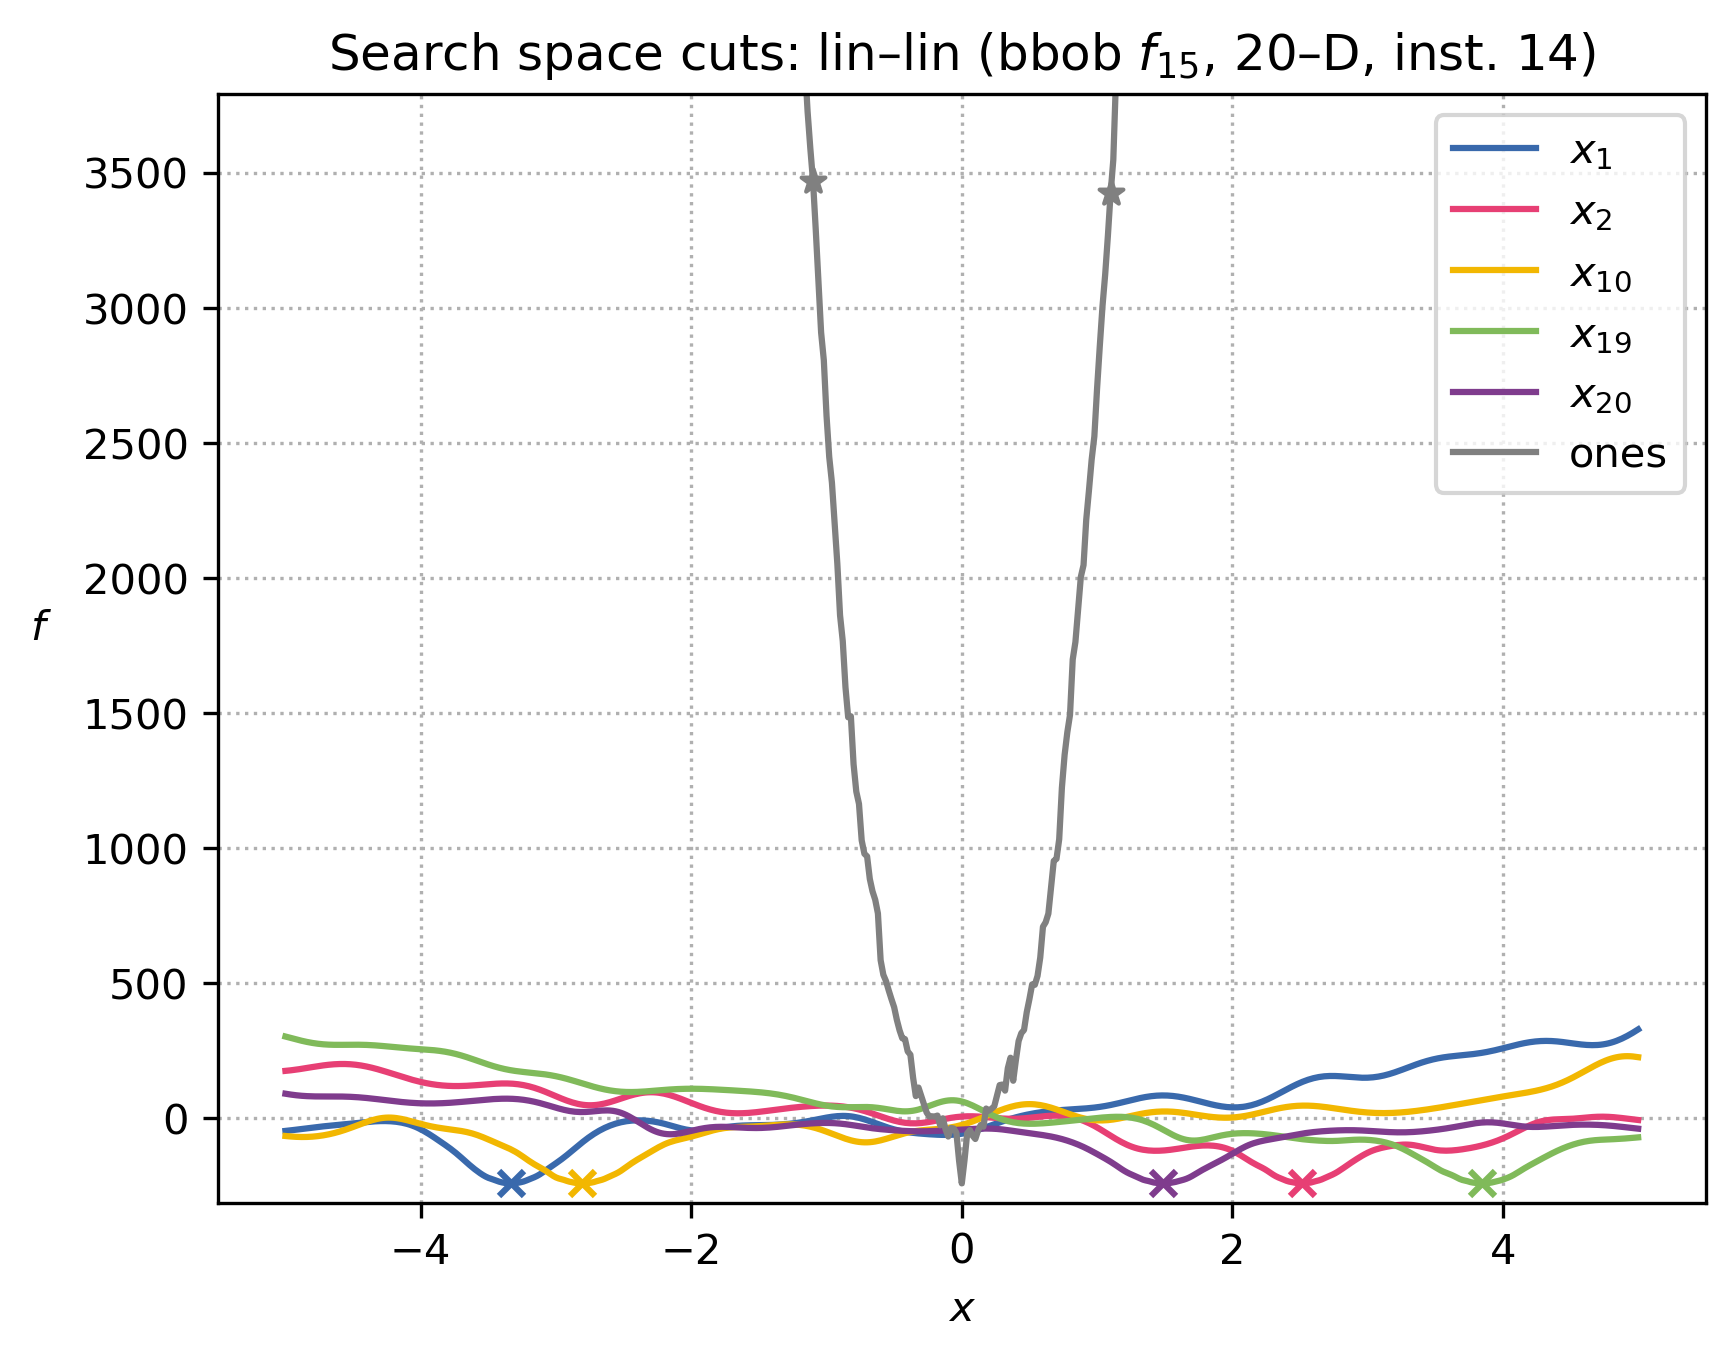 Search space cuts: lin–lin (bbob f15, 20–D, inst. 14)
3500
3000
2500
2000
1500
1000
500
0
f
−4
−2
0
2
4
x
x1
x2
x10
x19
x20
ones